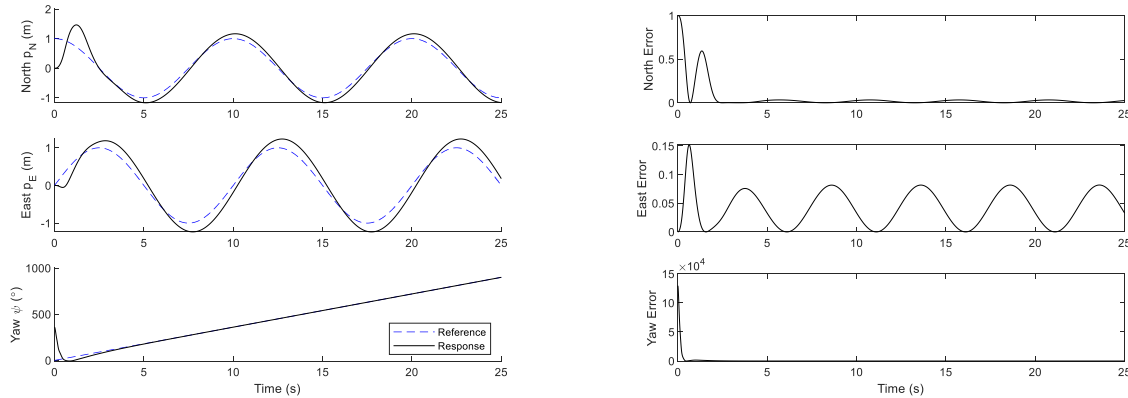 2
1
0
-1
North p_N (m)
0 5 10 15 20 25
1
0
-1
East p_E (m)
0 5 10 15 20 25
1000
500
0
Yaw ψ (°)
Reference
Response
0 5 10 15 20 25
Time (s)
1
0.5
0
North Error
0 5 10 15 20 25
0.15
0.1
0.05
0
East Error
0 5 10 15 20 25
×10^4
15
10
5
0
Yaw Error
0 5 10 15 20 25
Time (s)